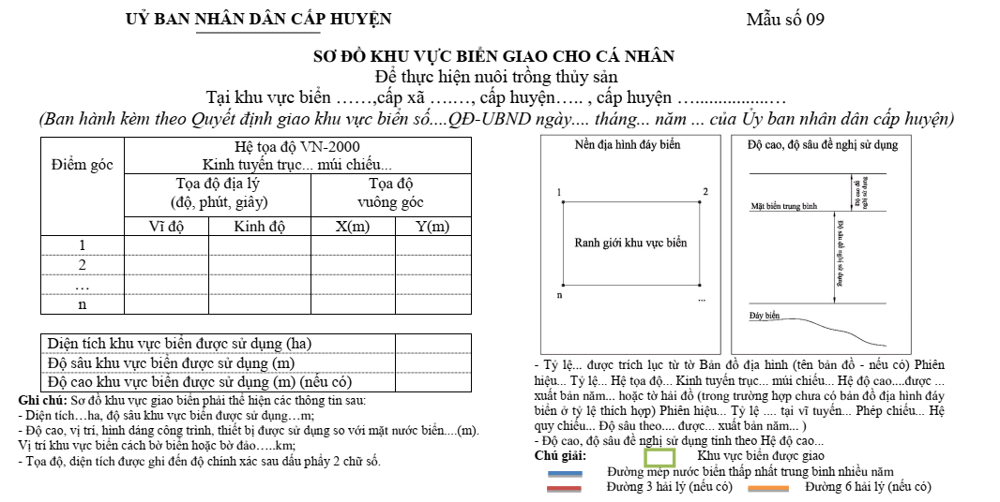 UỶ BAN NHÂN DÂN CẤP HUYỆN
Mẫu số 09
SƠ ĐỒ KHU VỰC BIỂN GIAO CHO CÁ NHÂN
Để thực hiện nuôi trồng thủy sản
Tại khu vực biển ……,cấp xã ….…, cấp huyện….. , cấp huyện …..................…
(Ban hành kèm theo Quyết định giao khu vực biển số....QĐ-UBND ngày.... tháng... năm ... của Ủy ban nhân dân cấp huyện)
Điểm góc
Hệ tọa độ VN-2000
Kinh tuyến trục... múi chiếu...
Tọa độ địa lý
(độ, phút, giây)
Tọa độ
vuông góc
Vĩ độ Kinh độ X(m) Y(m)
1
2
…
n
Diện tích khu vực biển được sử dụng (ha)
Độ sâu khu vực biển được sử dụng (m)
Độ cao khu vực biển được sử dụng (m) (nếu có)
Ghi chú: Sơ đồ khu vực giao biển phải thể hiện các thông tin sau:
- Diện tích…ha, độ sâu khu vực biển được sử dụng…m;
- Độ cao, vị trí, hình dáng công trình, thiết bị được sử dụng so với mặt nước biển....(m).
Vị trí khu vực biển cách bờ biển hoặc bờ đảo…..km;
- Tọa độ, diện tích được ghi đến độ chính xác sau dấu phẩy 2 chữ số.
Nền địa hình đáy biển
1 2
Ranh giới khu vực biển
n ...
Độ cao, độ sâu đề nghị sử dụng
Độ cao đề
nghị sử dụng
Mặt biển trung bình
Độ sâu đề nghị sử dụng
Đáy biển
- Tỷ lệ... được trích lục từ tờ Bản đồ địa hình (tên bản đồ - nếu có) Phiên
hiệu... Tỷ lệ... Hệ tọa độ... Kinh tuyến trục... múi chiếu... Hệ độ cao....được ...
xuất bản năm... hoặc tờ hải đồ (trong trường hợp chưa có bản đồ địa hình đáy
biển ở tỷ lệ thích hợp) Phiên hiệu... Tỷ lệ .... tại vĩ tuyến... Phép chiếu... Hệ
quy chiếu... Độ sâu theo.... được... xuất bản năm... )
- Độ cao, độ sâu đề nghị sử dụng tính theo Hệ độ cao...
Chú giải: Khu vực biển được giao
Đường mép nước biển thấp nhất trung bình nhiều năm
Đường 3 hải lý (nếu có) Đường 6 hải lý (nếu có)